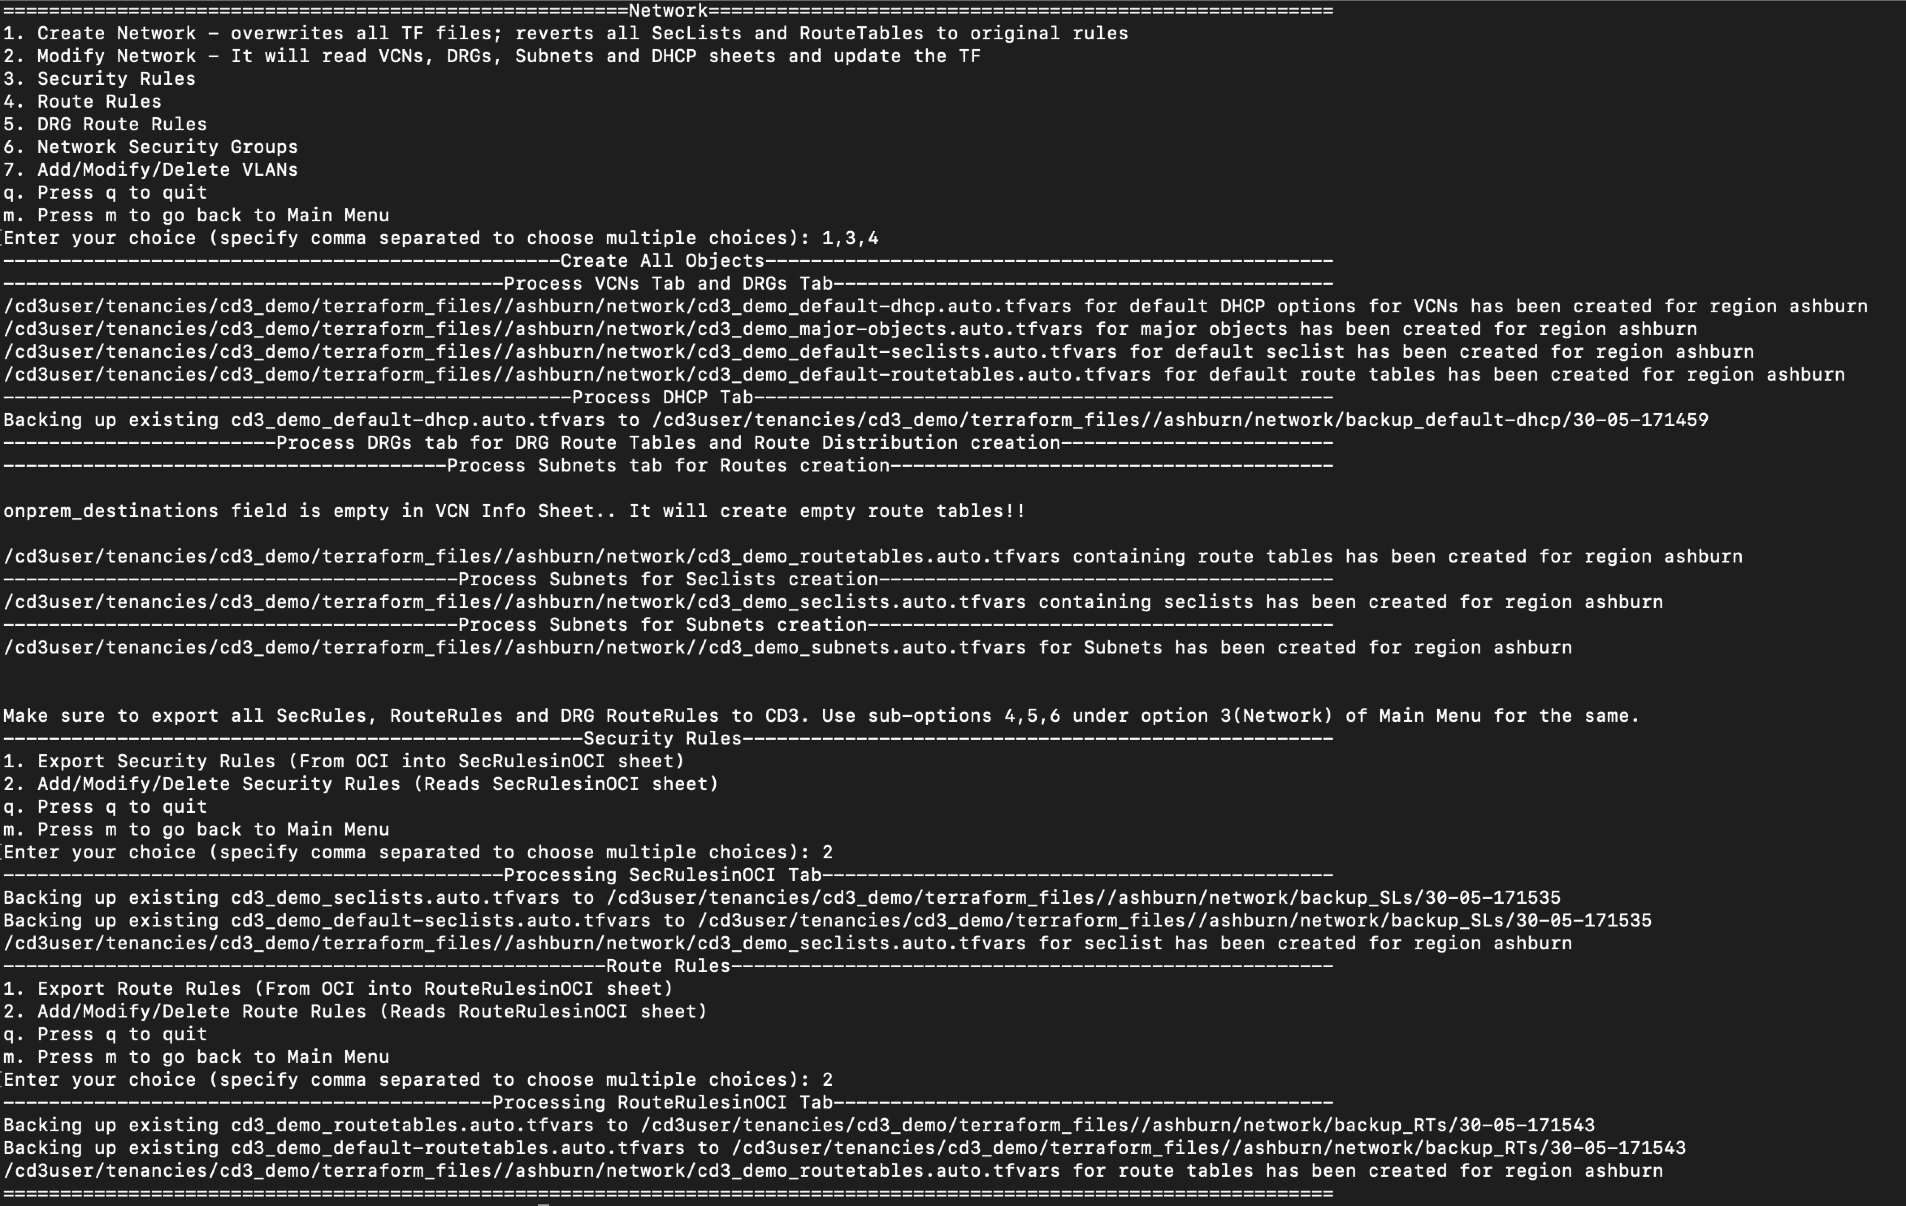 =======================================================Network=======================================================
1. Create Network - overwrites all TF files; reverts all SecLists and RouteTables to original rules
2. Modify Network - It will read VCNs, DRGs, Subnets and DHCP sheets and update the TF
3. Security Rules
4. Route Rules
5. DRG Route Rules
6. Network Security Groups
7. Add/Modify/Delete VLANs
q. Press q to quit
m. Press m to go back to Main Menu
Enter your choice (specify comma separated to choose multiple choices): 1,3,4
-------------------------------------------------Create All Objects--------------------------------------------------
--------------------------------------------Process VCNs Tab and DRGs Tab--------------------------------------------
/cd3user/tenancies/cd3_demo/terraform_files//ashburn/network/cd3_demo_default-dhcp.auto.tfvars for default DHCP options for VCNs has been created for region ashburn
/cd3user/tenancies/cd3_demo/terraform_files//ashburn/network/cd3_demo_major-objects.auto.tfvars for major objects has been created for region ashburn
/cd3user/tenancies/cd3_demo/terraform_files//ashburn/network/cd3_demo_default-seclists.auto.tfvars for default seclist has been created for region ashburn
/cd3user/tenancies/cd3_demo/terraform_files//ashburn/network/cd3_demo_default-routetables.auto.tfvars for default route tables has been created for region ashburn
--------------------------------------------------Process DHCP Tab---------------------------------------------------
Backing up existing cd3_demo_default-dhcp.auto.tfvars to /cd3user/tenancies/cd3_demo/terraform_files//ashburn/network/backup_default-dhcp/30-05-171459
------------------------Process DRGs tab for DRG Route Tables and Route Distribution creation------------------------
---------------------------------------Process Subnets tab for Routes creation---------------------------------------
onprem_destinations field is empty in VCN Info Sheet.. It will create empty route tables!!
/cd3user/tenancies/cd3_demo/terraform_files//ashburn/network/cd3_demo_routetables.auto.tfvars containing route tables has been created for region ashburn
----------------------------------------Process Subnets for Seclists creation----------------------------------------
/cd3user/tenancies/cd3_demo/terraform_files//ashburn/network/cd3_demo_seclists.auto.tfvars containing seclists has been created for region ashburn
----------------------------------------Process Subnets for Subnets creation-----------------------------------------
/cd3user/tenancies/cd3_demo/terraform_files//ashburn/network//cd3_demo_subnets.auto.tfvars for Subnets has been created for region ashburn
Make sure to export all SecRules, RouteRules and DRG RouteRules to CD3. Use sub-options 4,5,6 under option 3(Network) of Main Menu for the same.
---------------------------------------------------Security Rules----------------------------------------------------
1. Export Security Rules (From OCI into SecRulesinOCI sheet)
2. Add/Modify/Delete Security Rules (Reads SecRulesinOCI sheet)
q. Press q to quit
m. Press m to go back to Main Menu
Enter your choice (specify comma separated to choose multiple choices): 2
--------------------------------------------Processing SecRulesinOCI Tab---------------------------------------------
Backing up existing cd3_demo_seclists.auto.tfvars to /cd3user/tenancies/cd3_demo/terraform_files//ashburn/network/backup_SLs/30-05-171535
Backing up existing cd3_demo_default-seclists.auto.tfvars to /cd3user/tenancies/cd3_demo/terraform_files//ashburn/network/backup_SLs/30-05-171535
/cd3user/tenancies/cd3_demo/terraform_files//ashburn/network/cd3_demo_seclists.auto.tfvars for seclist has been created for region ashburn
-----------------------------------------------------Route Rules-----------------------------------------------------
1. Export Route Rules (From OCI into RouteRulesinOCI sheet)
2. Add/Modify/Delete Route Rules (Reads RouteRulesinOCI sheet)
q. Press q to quit
m. Press m to go back to Main Menu
Enter your choice (specify comma separated to choose multiple choices): 2
-------------------------------------------Processing RouteRulesinOCI Tab--------------------------------------------
Backing up existing cd3_demo_routetables.auto.tfvars to /cd3user/tenancies/cd3_demo/terraform_files//ashburn/network/backup_RTs/30-05-171543
Backing up existing cd3_demo_default-routetables.auto.tfvars to /cd3user/tenancies/cd3_demo/terraform_files//ashburn/network/backup_RTs/30-05-171543
/cd3user/tenancies/cd3_demo/terraform_files//ashburn/network/cd3_demo_routetables.auto.tfvars for route tables has been created for region ashburn
=====================================================================================================================